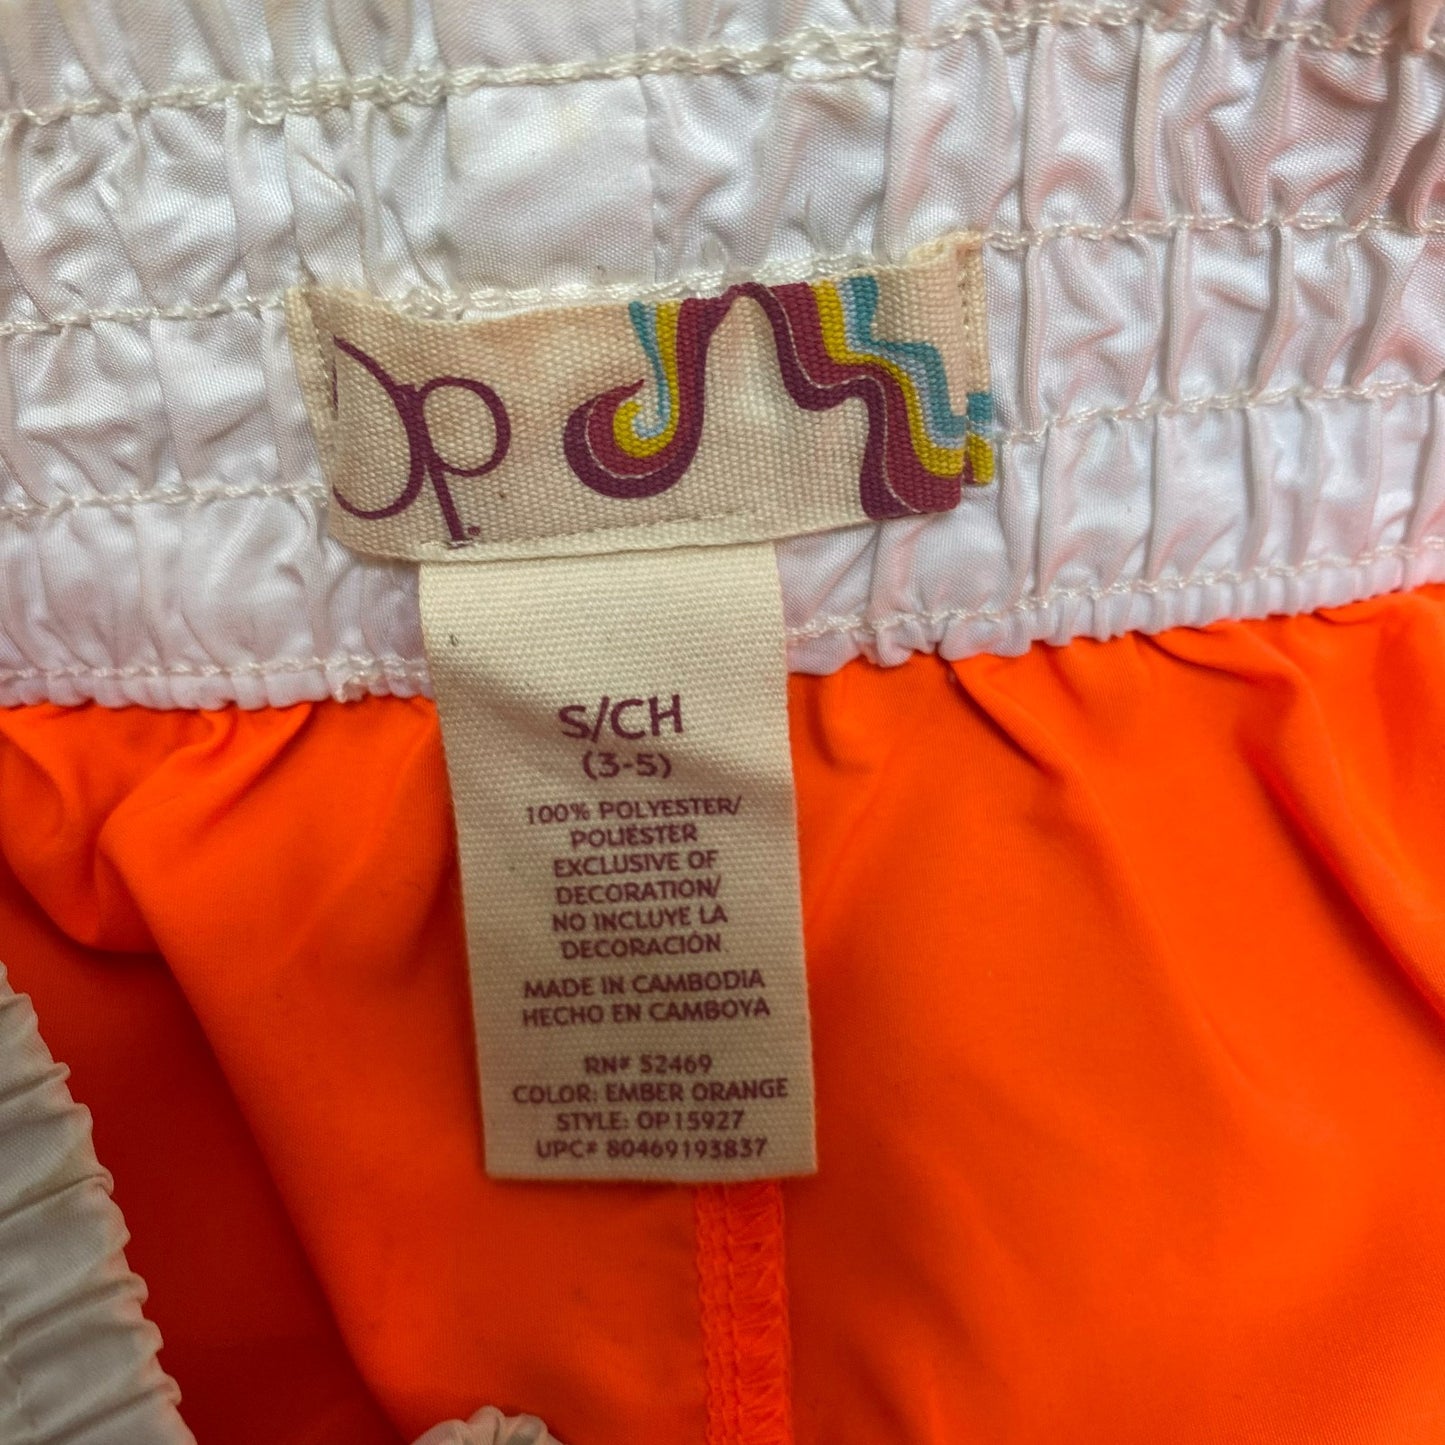 Op.
S/CH
(3-5)
100% POLYESTER/
POLIÉSTER
EXCLUSIVE OF
DECORATION/
NO INCLUYE LA
DECORACIÓN
MADE IN CAMBODIA
HECHO EN CAMBOYA
RN# 52469
COLOR: EMBER ORANGE
STYLE: OP15927
UPC# 80469193837